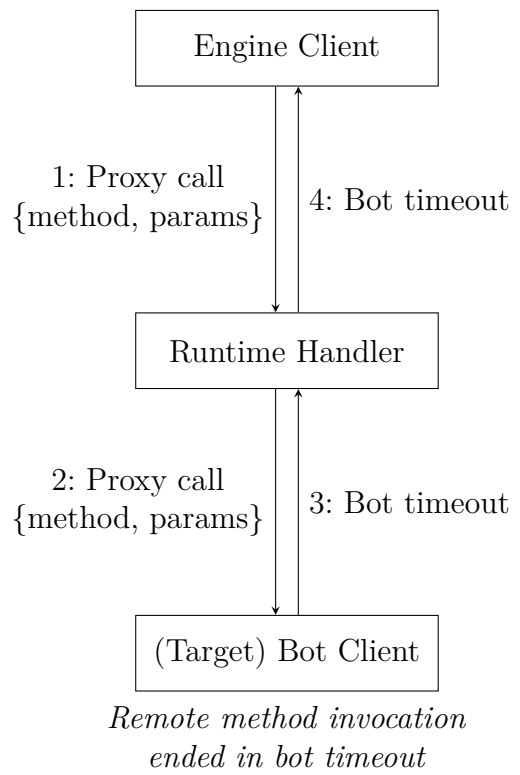 Engine Client
1: Proxy call
{method, params}
4: Bot timeout
Runtime Handler
2: Proxy call
{method, params}
3: Bot timeout
(Target) Bot Client
Remote method invocation
ended in bot timeout